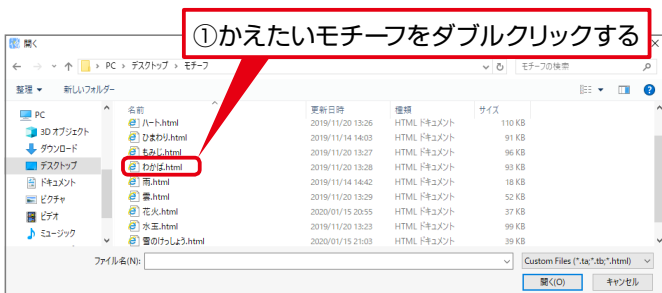 ①かえたいモチーフをダブルクリックする
開く
PC › デスクトップ › モチーフ
モチーフの検索
整理 ▼ 新しいフォルダー
名前 更新日時 種類 サイズ
PC
3D オブジェクト
ダウンロード
デスクトップ
ドキュメント
ピクチャ
ビデオ
ミュージック
ハート.html 2019/11/20 13:26 HTML ドキュメント 110 KB
ひまわり.html 2019/11/14 14:03 HTML ドキュメント 91 KB
もみじ.html 2019/11/20 13:27 HTML ドキュメント 96 KB
わかば.html 2019/11/20 13:28 HTML ドキュメント 93 KB
雨.html 2019/11/14 14:42 HTML ドキュメント 18 KB
雲.html 2019/11/20 13:29 HTML ドキュメント 52 KB
花火.html 2020/01/15 20:55 HTML ドキュメント 37 KB
水玉.html 2019/11/20 13:23 HTML ドキュメント 99 KB
雪のけっしょう.html 2020/01/15 21:03 HTML ドキュメント 39 KB
ファイル名(N):
Custom Files (*.ta;*.tb;*.html)
開く(O) キャンセル